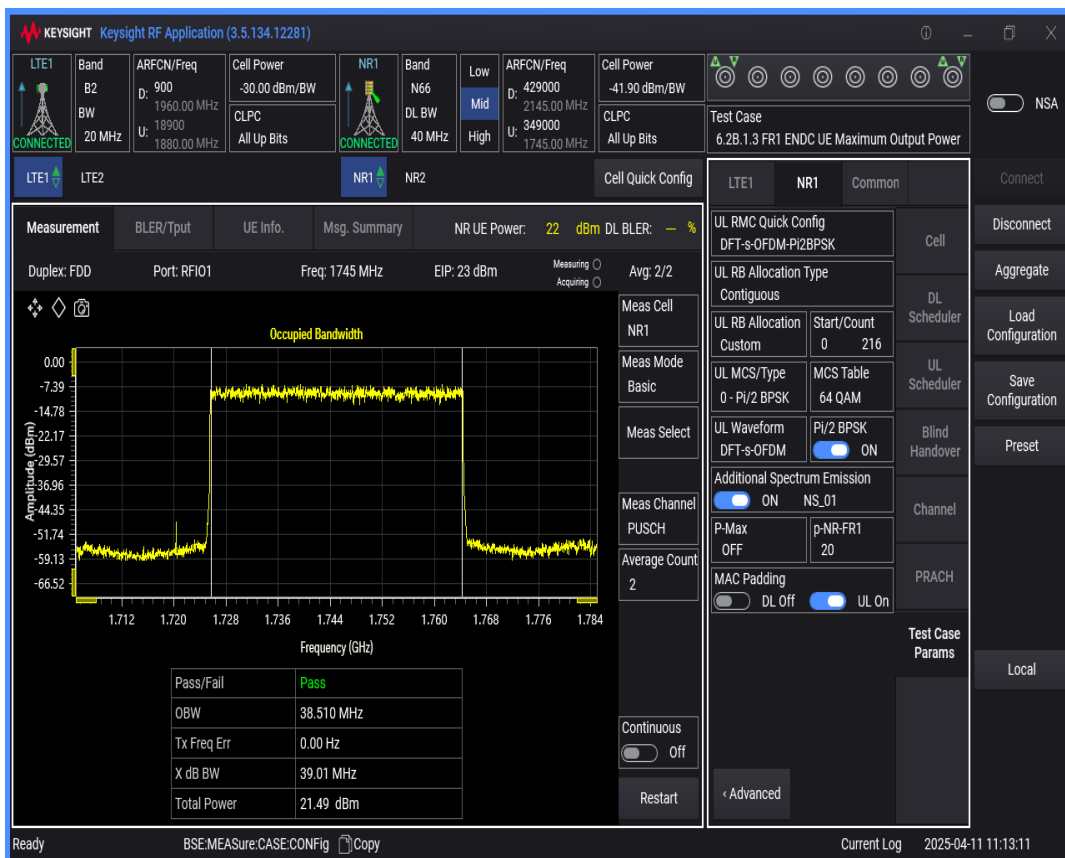 KEYSIGHT Keysight RF Application (3.5.134.12281)
LTE1 Band ARFCN/Freq Cell Power NR1 Band Low ARFCN/Freq Cell Power
B2 D: 900 -30.00 dBm/BW N66 D: 429000 -41.90 dBm/BW
1960.00 MHz 2145.00 MHz
BW CLPC DL BW Mid CLPC
CONNECTED 20 MHz U: 18900 All Up Bits CONNECTED 40 MHz High U: 349000 All Up Bits
1880.00 MHz 1745.00 MHz
NSA
Test Case
6.2B.1.3 FR1 ENDC UE Maximum Output Power
LTE1 LTE2 NR1 NR2 Cell Quick Config
Measurement BLER/Tput UE Info. Msg. Summary NR UE Power: 22 dBm DL BLER: — %
Duplex: FDD Port: RFIO1 Freq: 1745 MHz EIP: 23 dBm Measuring Acquiring Avg: 2/2
Occupied Bandwidth
Amplitude (dBm)
0.00
-7.39
-14.78
-22.17
-29.57
-36.96
-44.35
-51.74
-59.13
-66.52
1.712 1.720 1.728 1.736 1.744 1.752 1.760 1.768 1.776 1.784
Frequency (GHz)
Pass/Fail Pass
OBW 38.510 MHz
Tx Freq Err 0.00 Hz
X dB BW 39.01 MHz
Total Power 21.49 dBm
Meas Cell
NR1
Meas Mode
Basic
Meas Select
Meas Channel
PUSCH
Average Count
2
Continuous
Off
Restart
LTE1 NR1 Common
UL RMC Quick Config
DFT-s-OFDM-Pi2BPSK
UL RB Allocation Type
Contiguous
UL RB Allocation Start/Count
Custom 0 216
UL MCS/Type MCS Table
0 - Pi/2 BPSK 64 QAM
UL Waveform Pi/2 BPSK
DFT-s-OFDM ON
Additional Spectrum Emission
ON NS_01
P-Max p-NR-FR1
OFF 20
MAC Padding
DL Off UL On
‹ Advanced
Cell
DL
Scheduler
UL
Scheduler
Blind
Handover
Channel
PRACH
Test Case
Params
Connect
Disconnect
Aggregate
Load
Configuration
Save
Configuration
Preset
Local
Ready BSE:MEASure:CASE:CONFig Copy Current Log 2025-04-11 11:13:11